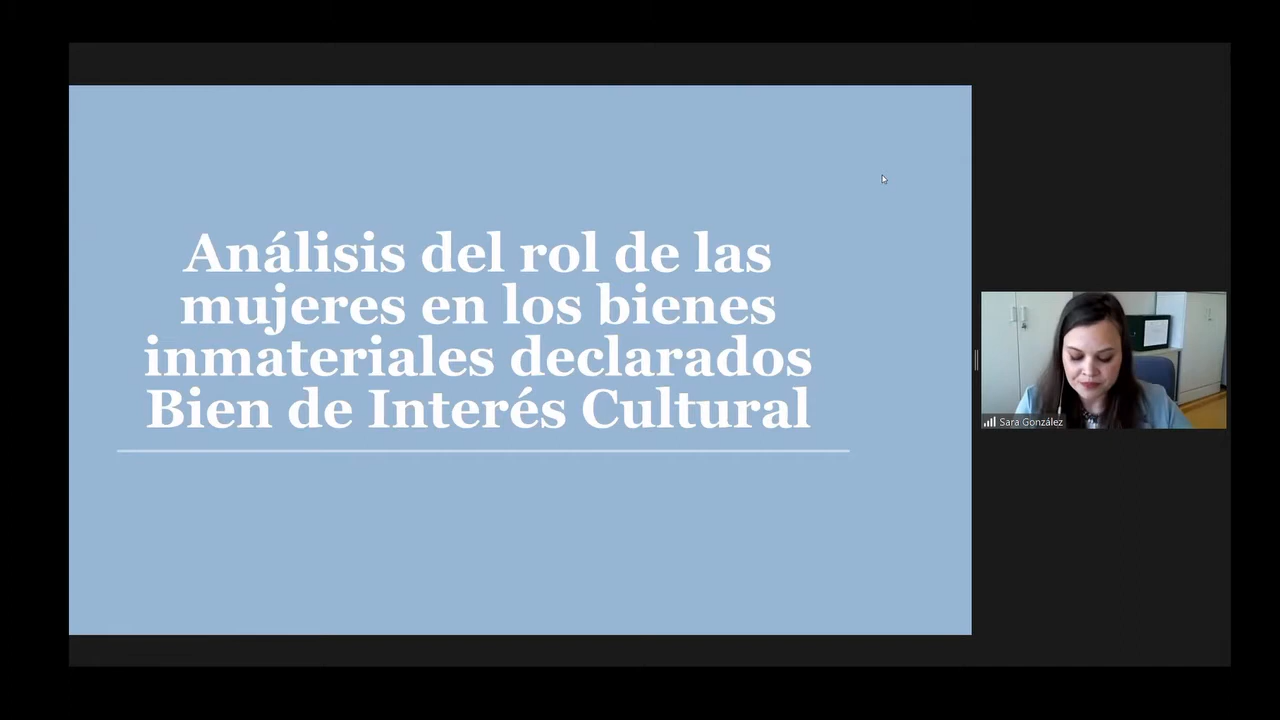 Análisis del rol de las
mujeres en los bienes
inmateriales declarados
Bien de Interés Cultural
Sara González